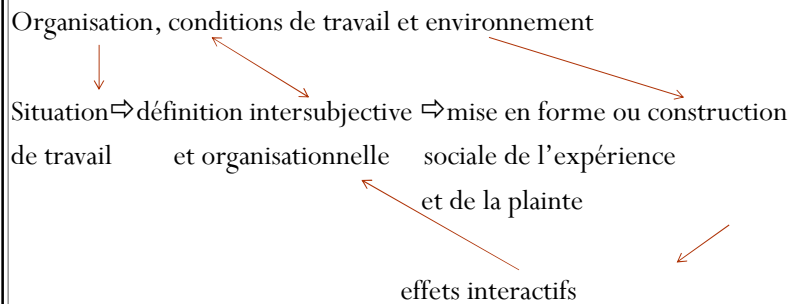 Organisation, conditions de travail et environnement
Situation⇨définition intersubjective ⇨mise en forme ou construction
de travail et organisationnelle sociale de l’expérience
et de la plainte
effets interactifs